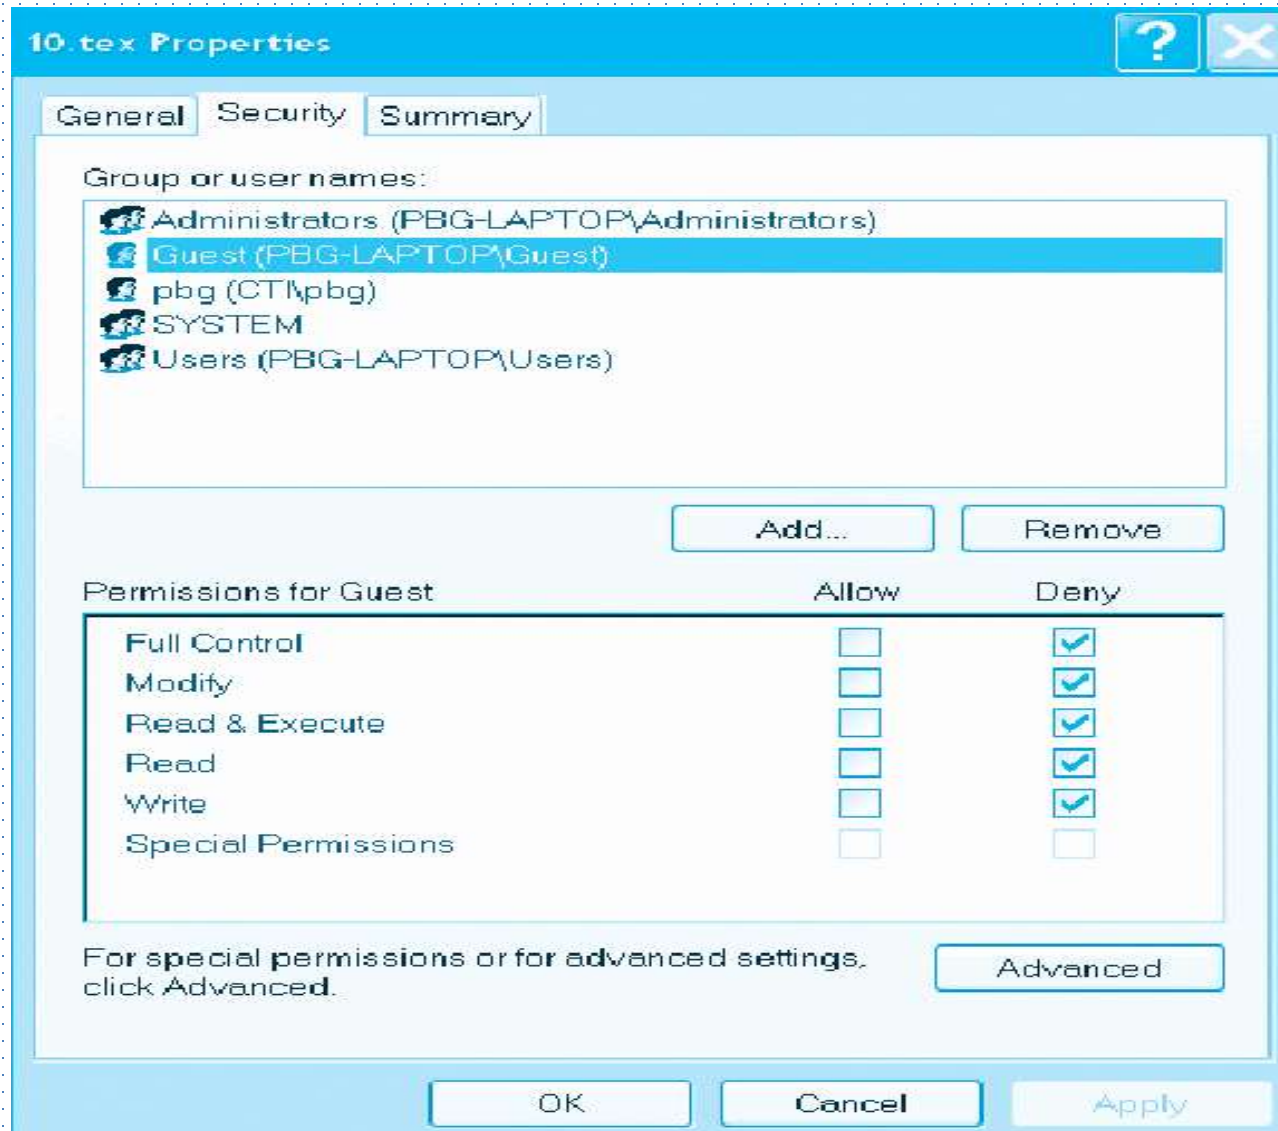 10.tex Properties
?
General Security Summary
Group or user names:
Administrators (PBG-LAPTOP\Administrators)
Guest (PBG-LAPTOP\Guest)
pbg (CTI\pbg)
SYSTEM
Users (PBG-LAPTOP\Users)
Add... Remove
Permissions for Guest Allow Deny
Full Control
Modify
Read & Execute
Read
Write
Special Permissions
For special permissions or for advanced settings,
click Advanced.
Advanced
OK Cancel Apply